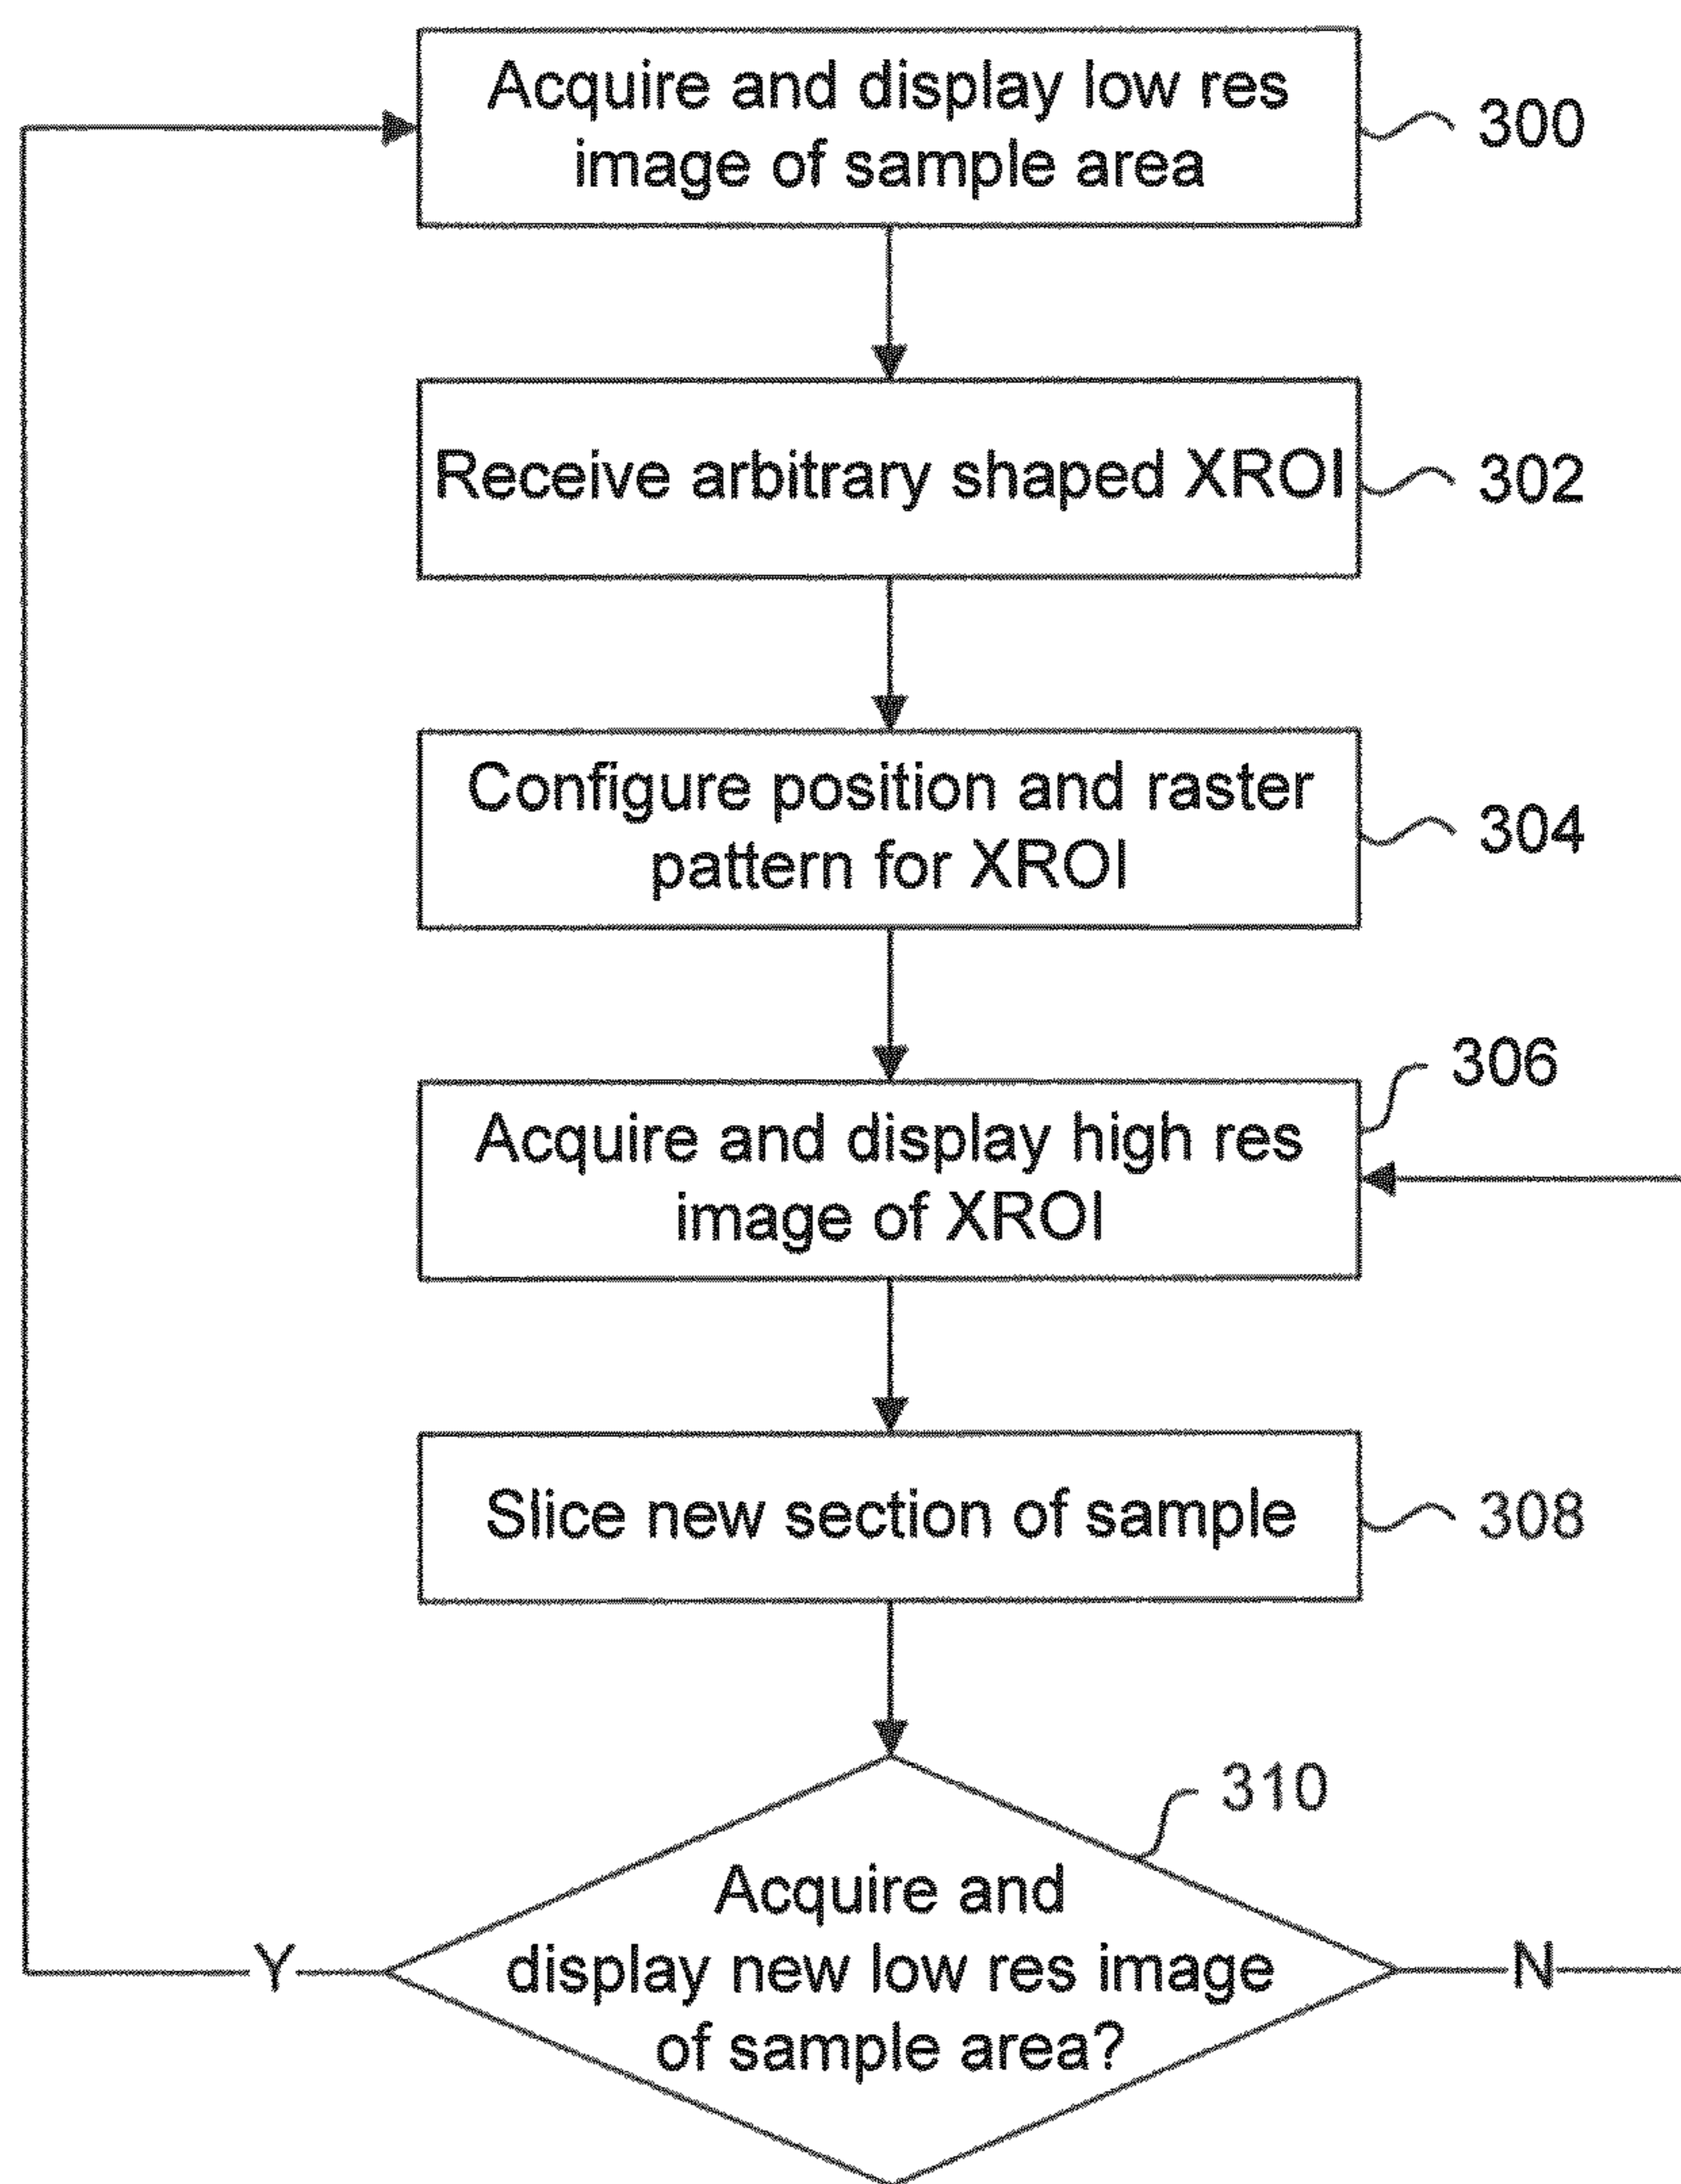 Acquire and display low res
image of sample area
300
Receive arbitrary shaped XROI
302
Configure position and raster
pattern for XROI
304
306
Acquire and display high res
image of XROI
Slice new section of sample
308
310
Acquire and
display new low res image
of sample area?
Y
N